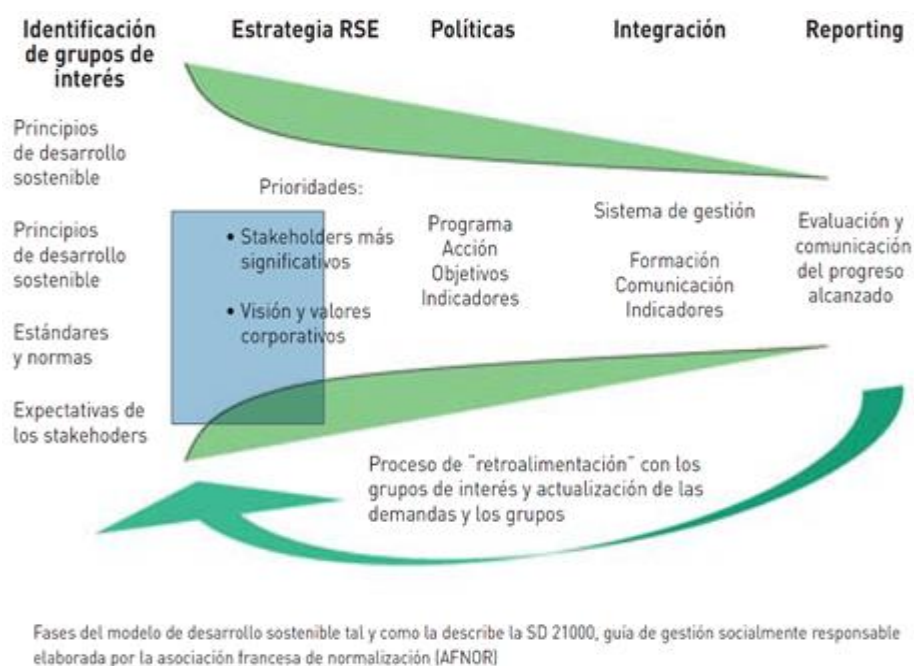 Identificación
de grupos de
interés
Estrategia RSE
Políticas
Integración
Reporting
Principios
de desarrollo
sostenible
Principios
de desarrollo
sostenible
Estándares
y normas
Expectativas de
los stakehoders
Prioridades:
• Stakeholders más
significativos
• Visión y valores
corporativos
Programa
Acción
Objetivos
Indicadores
Sistema de gestión
Formación
Comunicación
Indicadores
Evaluación y
comunicación
del progreso
alcanzado
Proceso de "retroalimentación" con los
grupos de interés y actualización de las
demandas y los grupos
Fases del modelo de desarrollo sostenible tal y como la describe la SD 21000, guía de gestión socialmente responsable
elaborada por la asociación francesa de normalización (AFNOR)